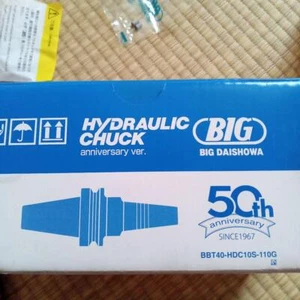 HYDRAULIC
CHUCK
anniversary ver.
BIG
BIG DAISHOWA
50th
anniversary
SINCE1967
BBT40-HDC10S-110G